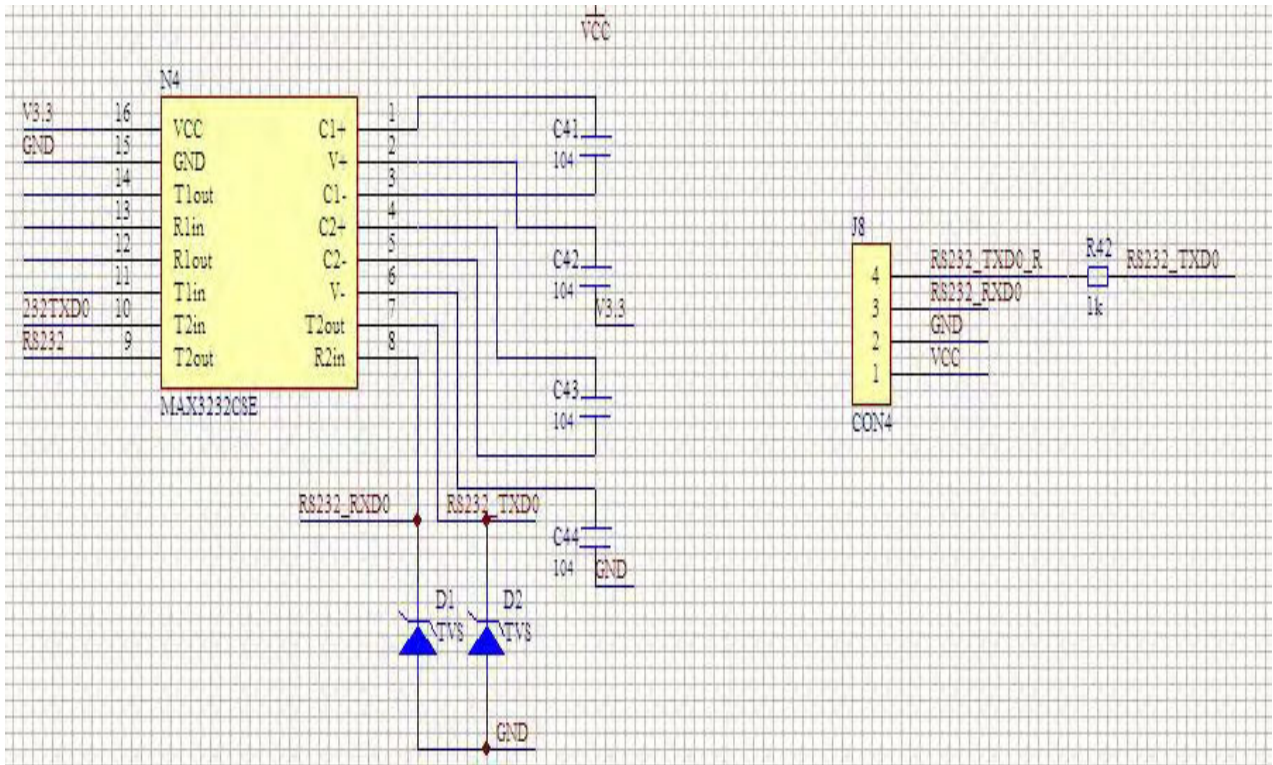 VCC
N4
V3.3 16 VCC C1+ 1
GND 15 GND V+ 2
14 T1out C1- 3
13 R1in C2+ 4
12 R1out C2- 5
11 T1in V- 6
232TXD0 10 T2in T2out 7
RS232 9 T2out R2in 8
MAX3232CSE
C41
104
C42
104
V3.3
C43
104
RS232_RXD0 RS232_TXD0
C44
104 GND
D1 D2
TVS TVS
GND
J8
4 RS232_TXD0_R R42 RS232_TXD0
3 RS232_RXD0 1k
2 GND
1 VCC
CON4